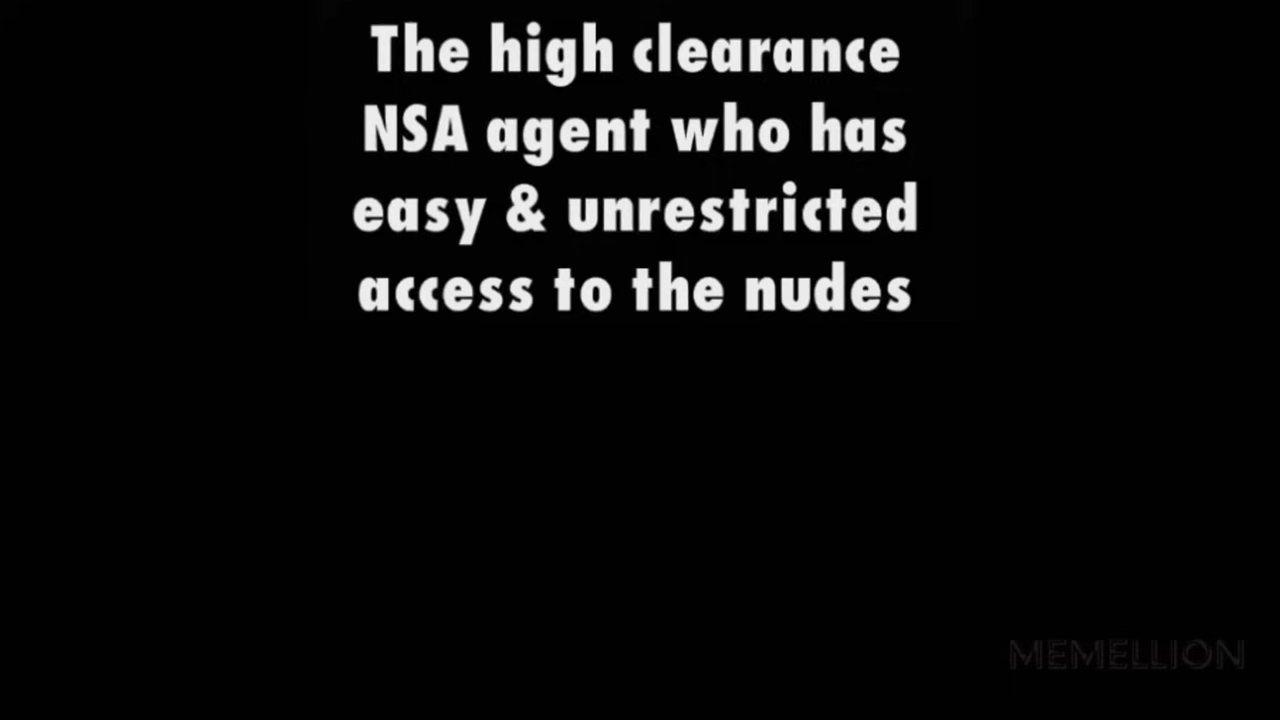 The high clearance
NSA agent who has
easy & unrestricted
access to the nudes
MEMELLION